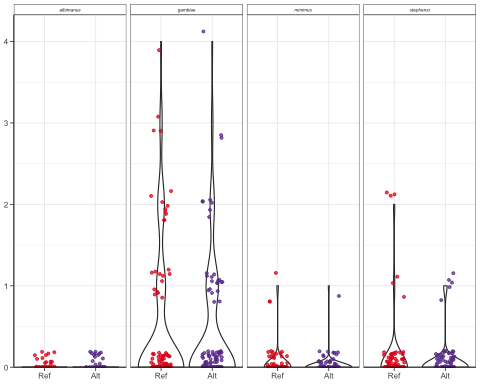 albimanus gambiae minimus stephensi
4
3
2
1
0
Ref Alt Ref Alt Ref Alt Ref Alt